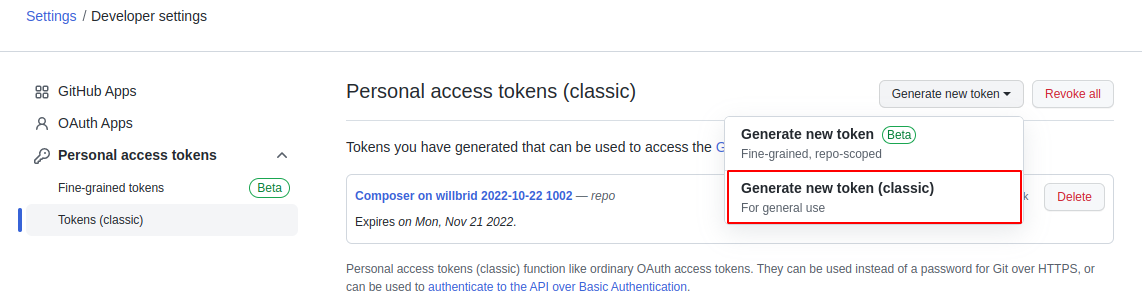 Settings / Developer settings
GitHub Apps
OAuth Apps
Personal access tokens
Fine-grained tokens Beta
Tokens (classic)
Personal access tokens (classic)
Generate new token
Revoke all
Generate new token Beta
Fine-grained, repo-scoped
Generate new token (classic)
For general use
Tokens you have generated that can be used to access the G
Composer on willbrid 2022-10-22 1002 — repo
k
Delete
Expires on Mon, Nov 21 2022.
Personal access tokens (classic) function like ordinary OAuth access tokens. They can be used instead of a password for Git over HTTPS, or
can be used to authenticate to the API over Basic Authentication.